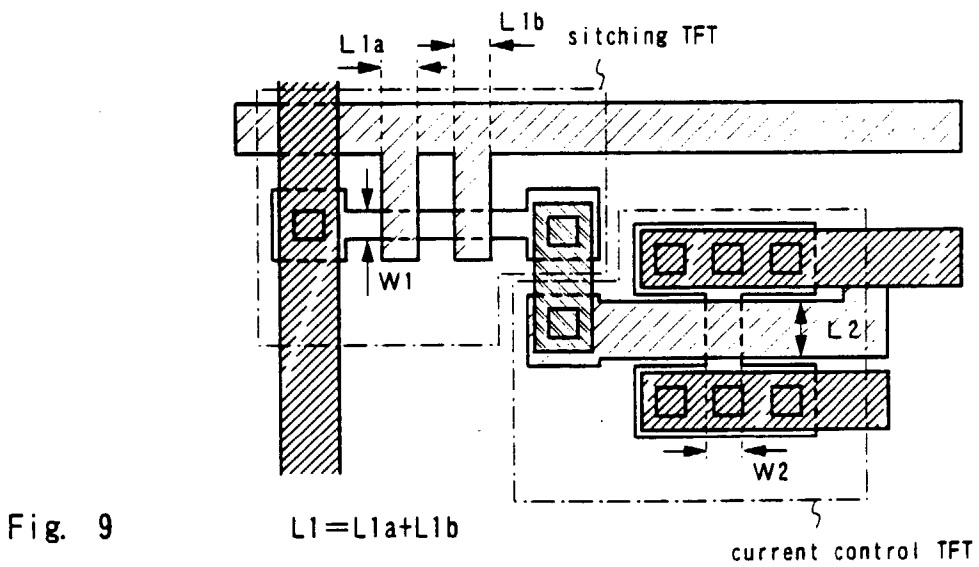 L1a
L1b
sitching TFT
W1
L2
W2
Fig. 9
L1=L1a+L1b
current control TFT